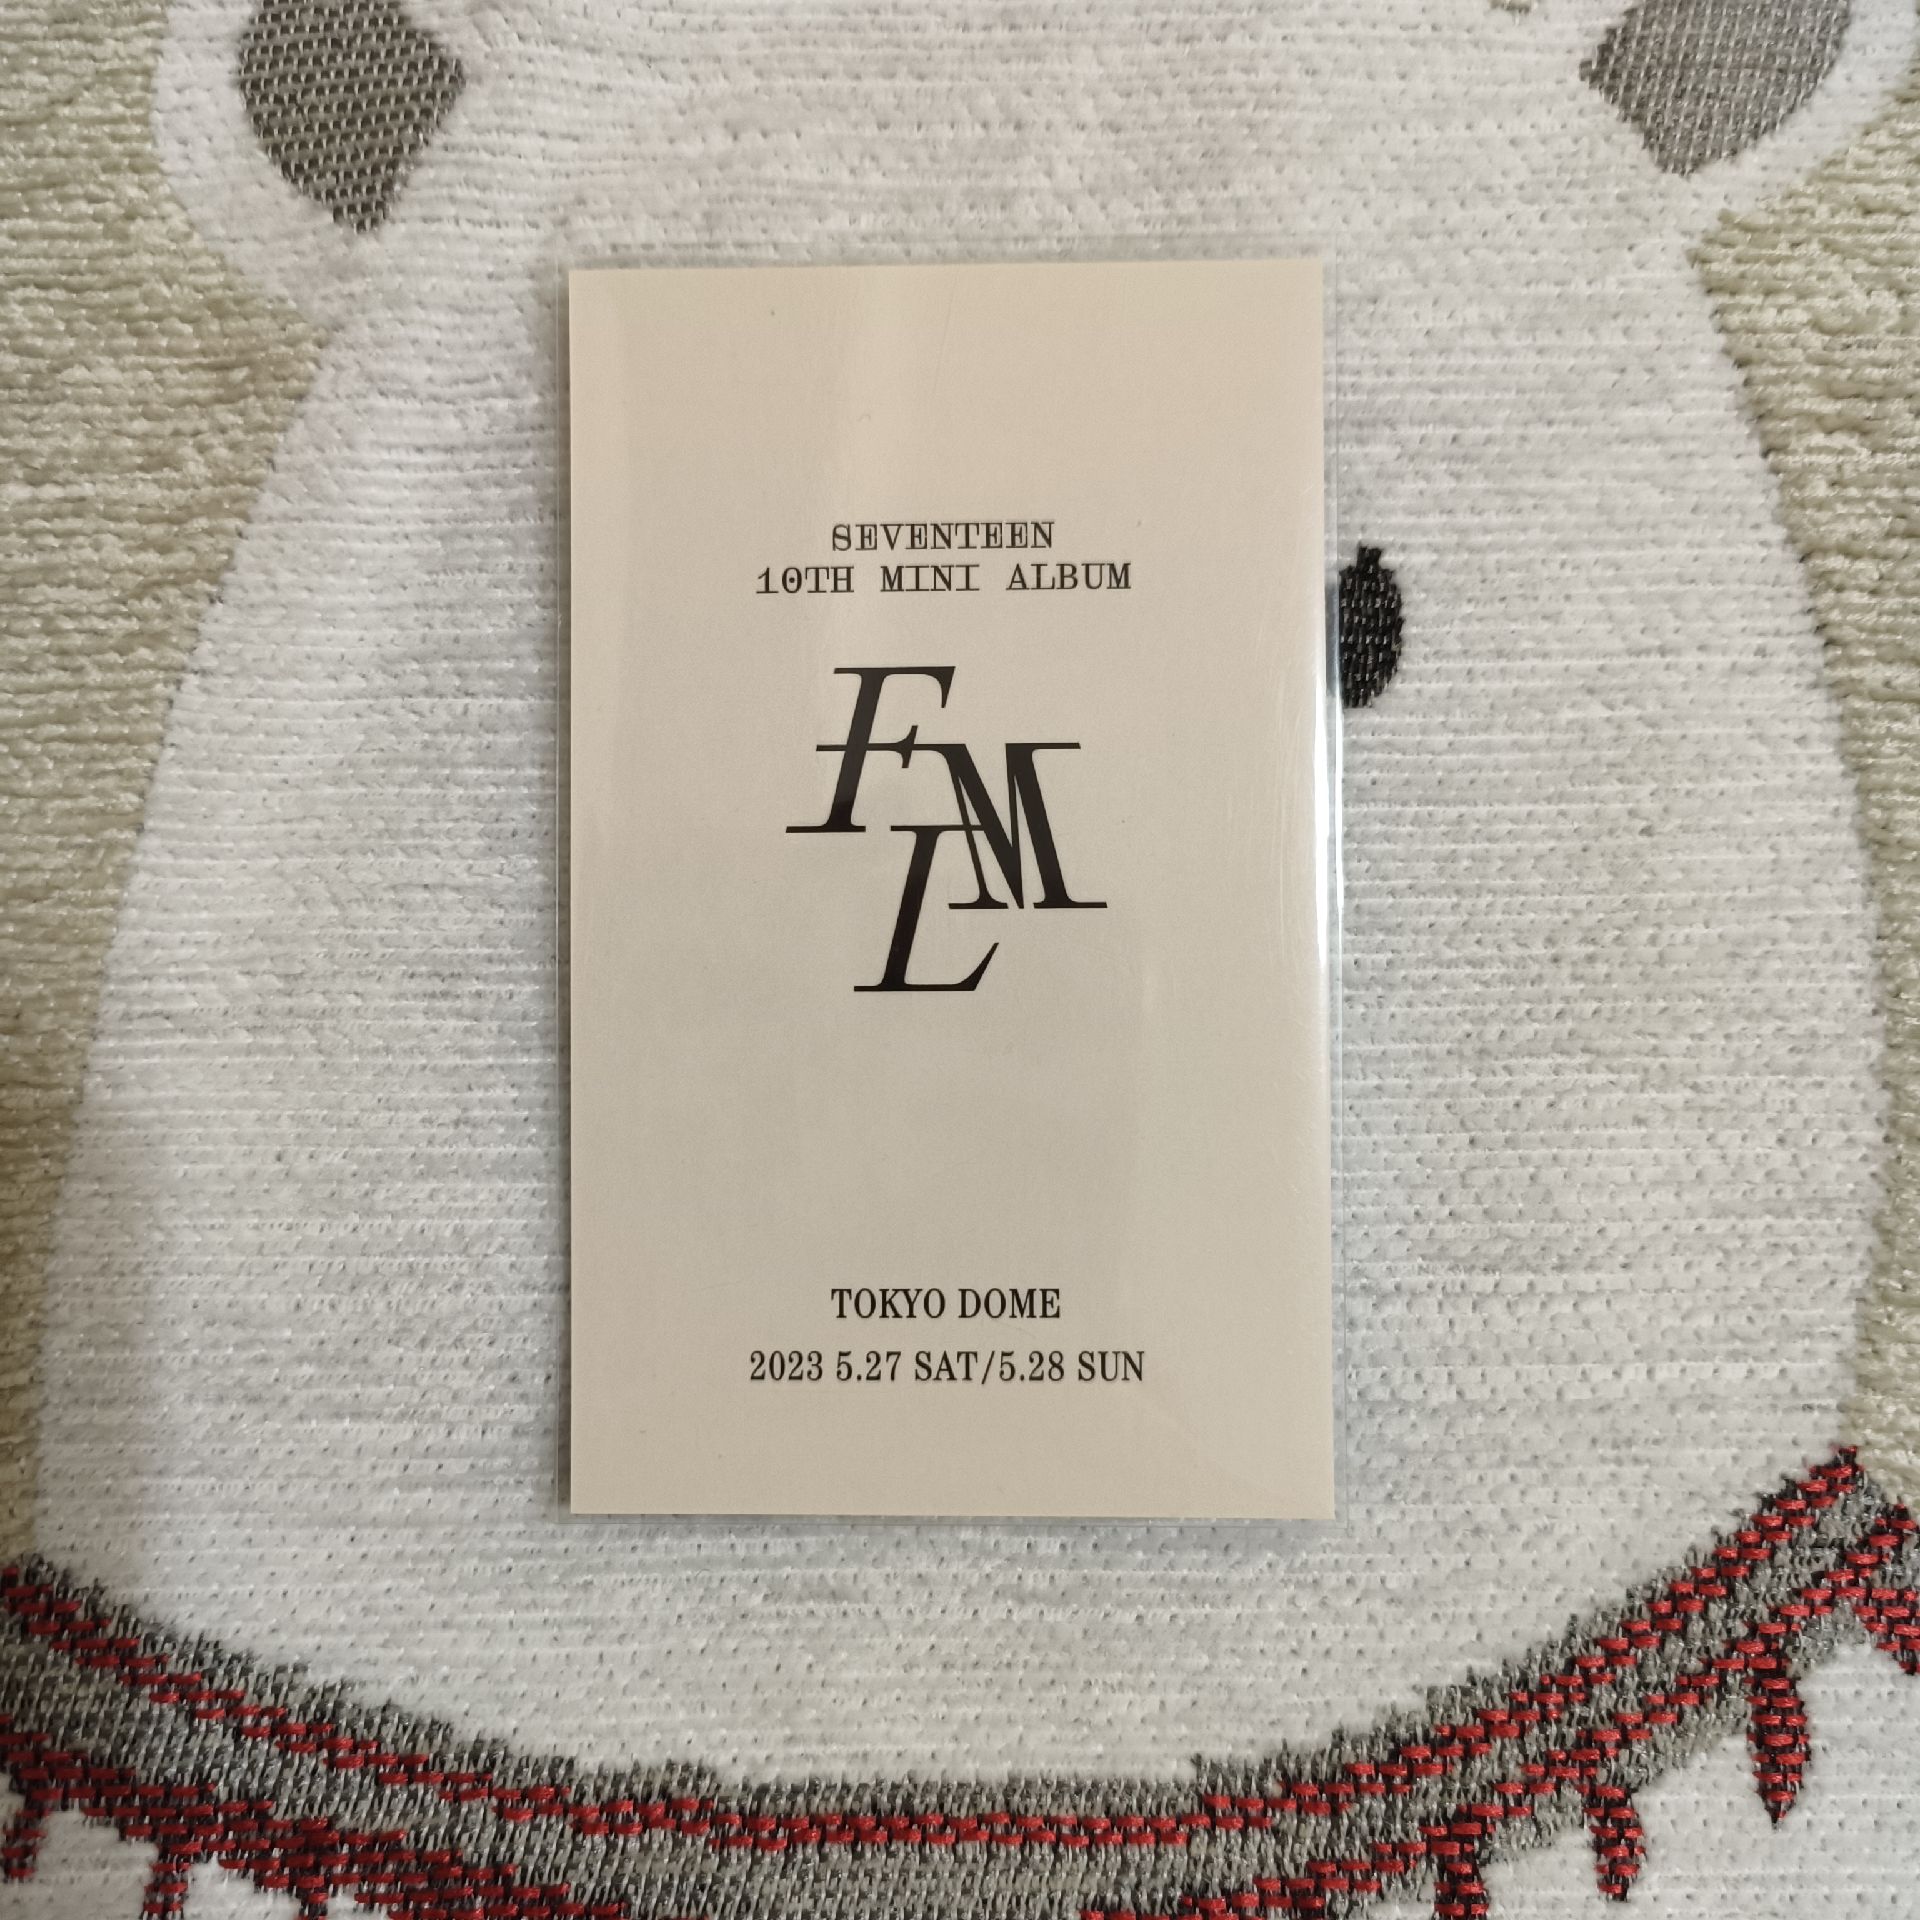 SEVENTEEN
10TH MINI ALBUM
FML
TOKYO DOME
2023 5.27 SAT/5.28 SUN